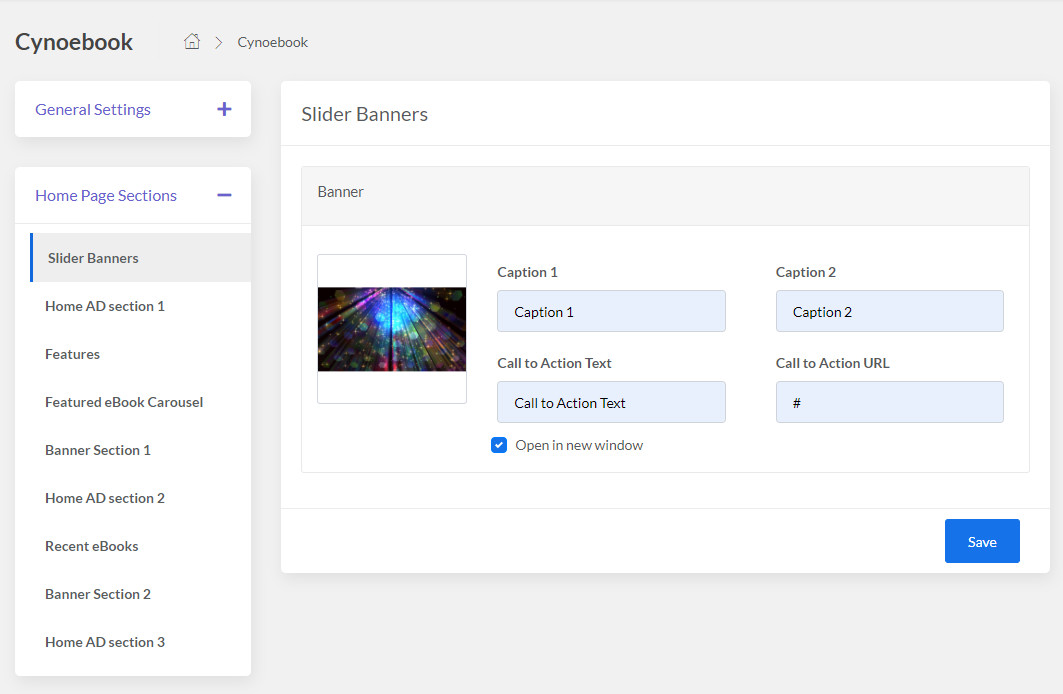 Cynoebook
Cynoebook
General Settings
Home Page Sections
Slider Banners
Home AD section 1
Features
Featured eBook Carousel
Banner Section 1
Home AD section 2
Recent eBooks
Banner Section 2
Home AD section 3
Slider Banners
Banner
Caption 1
Caption 2
Caption 1
Caption 2
Call to Action Text
Call to Action URL
Call to Action Text
#
Open in new window
Save